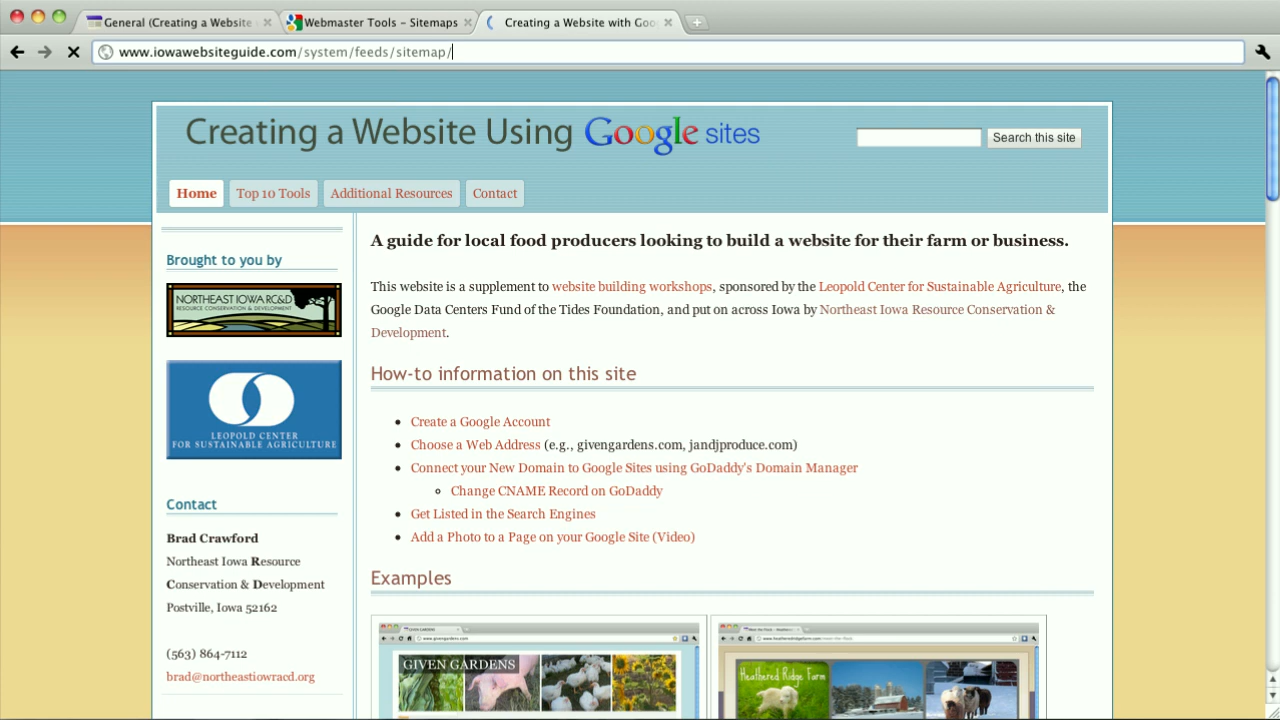 General (Creating a Website
Webmaster Tools – Sitemaps
Creating a Website with Goo
www.iowawebsiteguide.com/system/feeds/sitemap/
Creating a Website Using Google sites
Search this site
Home
Top 10 Tools
Additional Resources
Contact
Brought to you by
NORTHEAST IOWA RC&D
RESOURCE CONSERVATION & DEVELOPMENT
LEOPOLD CENTER
FOR SUSTAINABLE AGRICULTURE
Contact
Brad Crawford
Northeast Iowa Resource
Conservation & Development
Postville, Iowa 52162
(563) 864-7112
brad@northeastiowracd.org
A guide for local food producers looking to build a website for their farm or business.
This website is a supplement to website building workshops, sponsored by the Leopold Center for Sustainable Agriculture, the
Google Data Centers Fund of the Tides Foundation, and put on across Iowa by Northeast Iowa Resource Conservation &
Development.
How-to information on this site
Create a Google Account
Choose a Web Address (e.g., givengardens.com, jandjproduce.com)
Connect your New Domain to Google Sites using GoDaddy's Domain Manager
Change CNAME Record on GoDaddy
Get Listed in the Search Engines
Add a Photo to a Page on your Google Site (Video)
Examples
GIVEN GARDENS
www.givengardens.com
GIVEN GARDENS
Heathered Ridge Farm